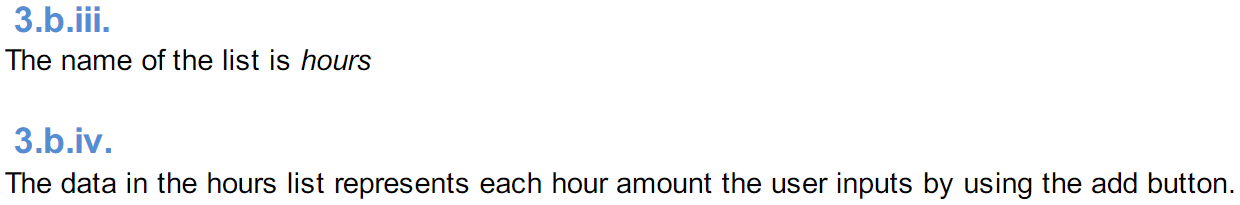 3.b.iii.
The name of the list is hours
3.b.iv.
The data in the hours list represents each hour amount the user inputs by using the add button.